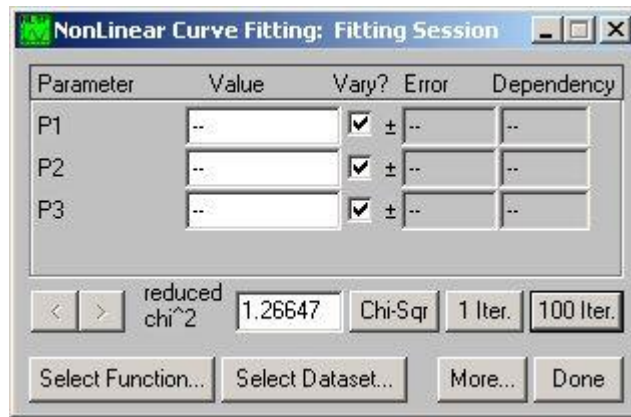 NonLinear Curve Fitting: Fitting Session
Parameter Value Vary? Error Dependency
P1 -- ± -- --
P2 -- ± -- --
P3 -- ± -- --
< > reduced chi^2 1.26647 Chi-Sqr 1 Iter. 100 Iter.
Select Function... Select Dataset... More... Done